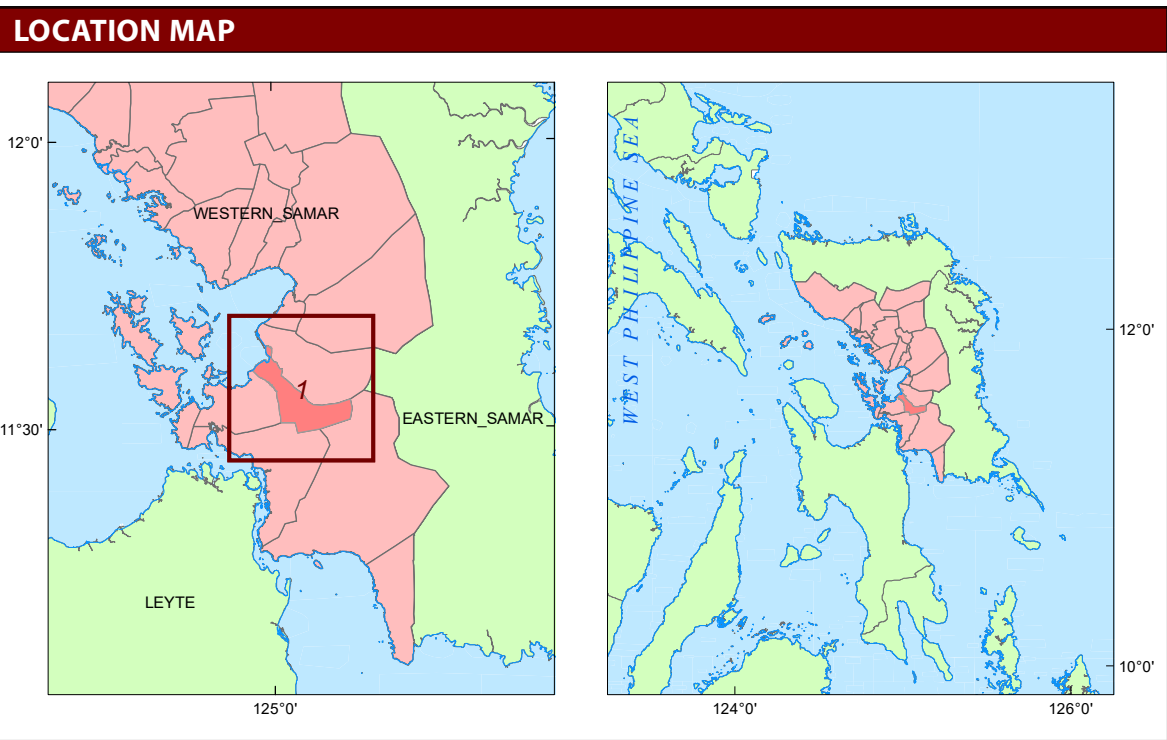 LOCATION MAP
12°0'
WESTERN_SAMAR
1
EASTERN_SAMAR
11°30'
LEYTE
125°0'
WEST PHILIPPINE SEA
12°0'
10°0'
124°0'
126°0'